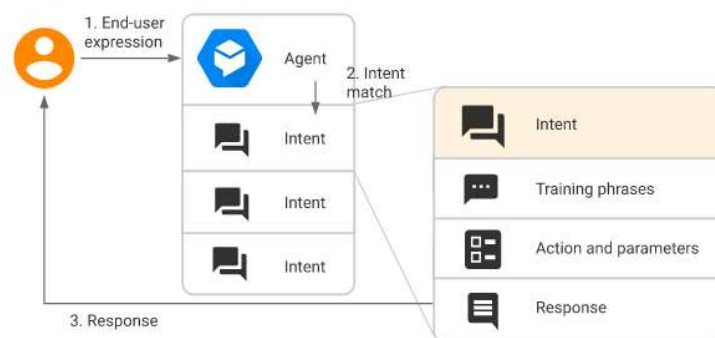 1. End-user
expression
Agent
2. Intent
match
Intent
Intent
Intent
Intent
Training phrases
Action and parameters
Response
3. Response